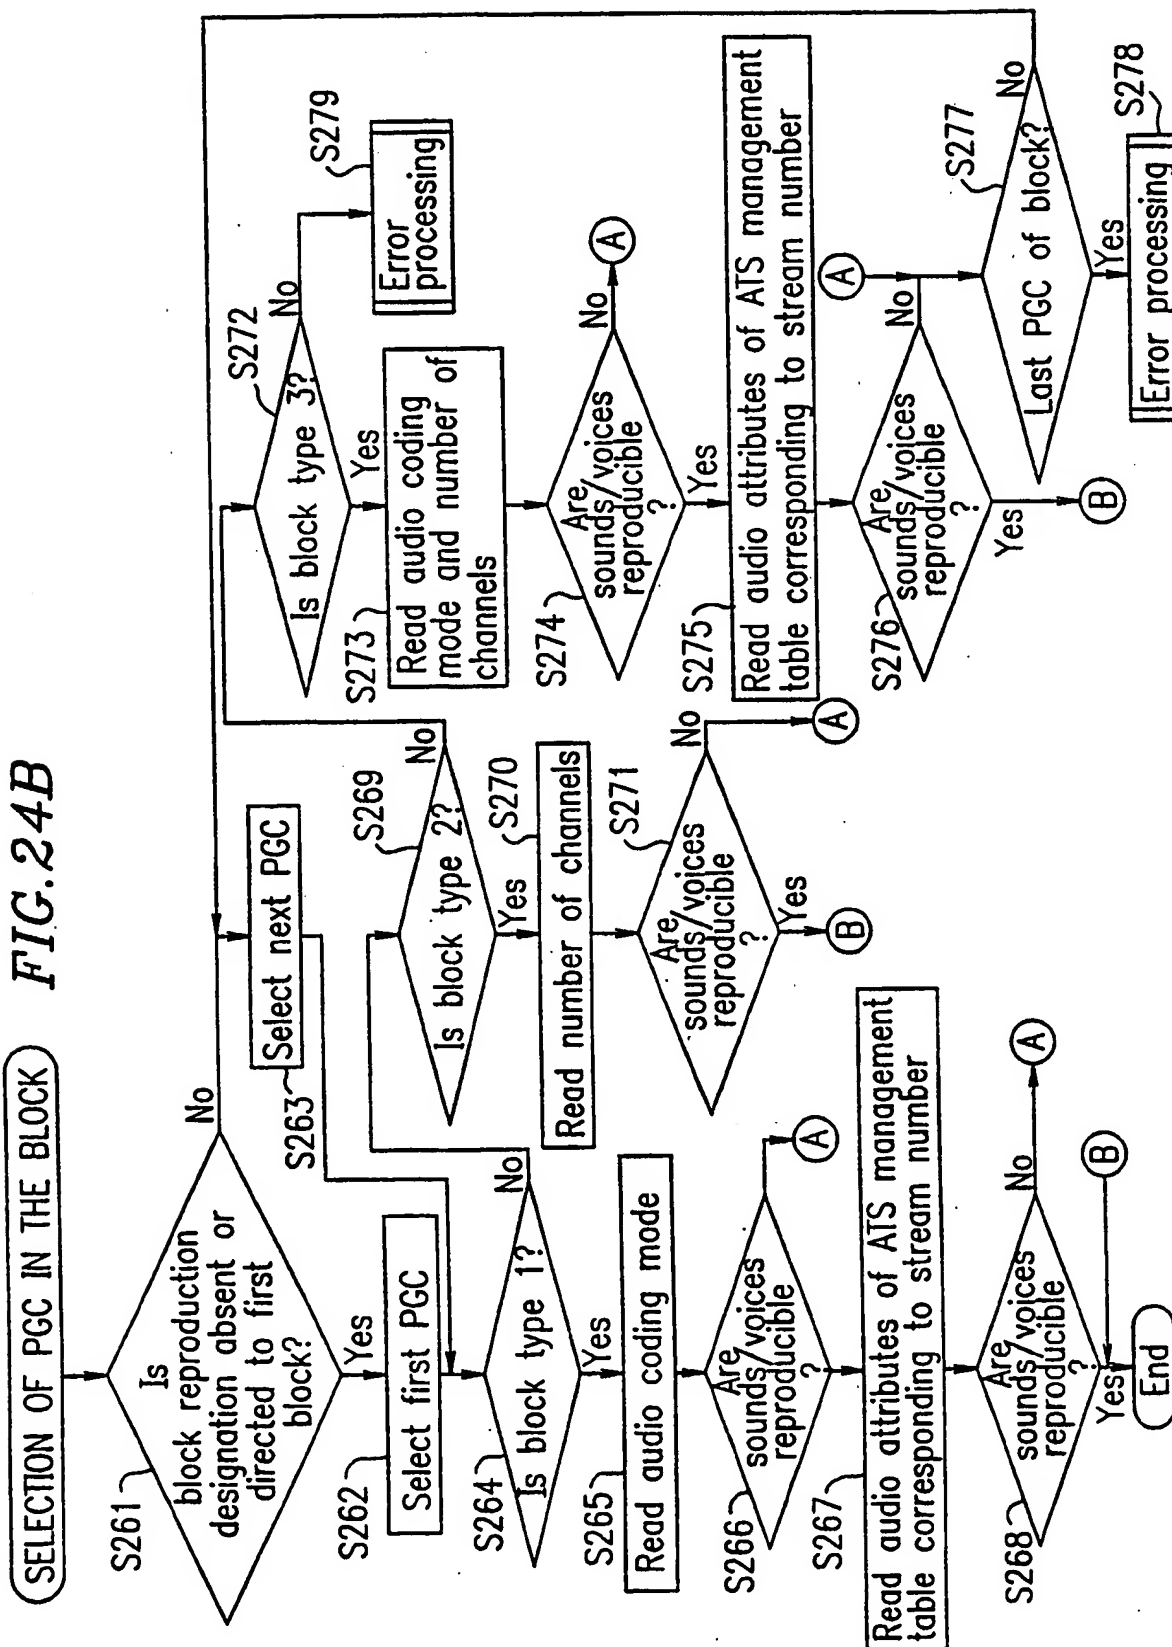 FIG.24B
SELECTION OF PGC IN THE BLOCK
S261
Is
block reproduction
designation absent or
directed to first
block?
No
Yes
S262
Select first PGC
S263
Select next PGC
S264
Is block type 1?
No
Yes
S265
Read audio coding mode
S266
Are
sounds/voices
reproducible
?
A
S267
Read audio attributes of ATS management
table corresponding to stream number
S268
Are
sounds/voices
reproducible
?
No
A
Yes
B
End
S269
Is block type 2?
No
Yes
S270
Read number of channels
S271
Are
sounds/voices
reproducible
?
No
A
Yes
B
S272
Is block type 3?
No
Yes
S279
Error
processing
S273
Read audio coding
mode and number of
channels
S274
Are
sounds/voices
reproducible
?
No
A
Yes
S275
Read audio attributes of ATS management
table corresponding to stream number
S276
Are
sounds/voices
reproducible
?
No
A
Yes
B
S277
Last PGC of block?
No
Yes
S278
Error processing